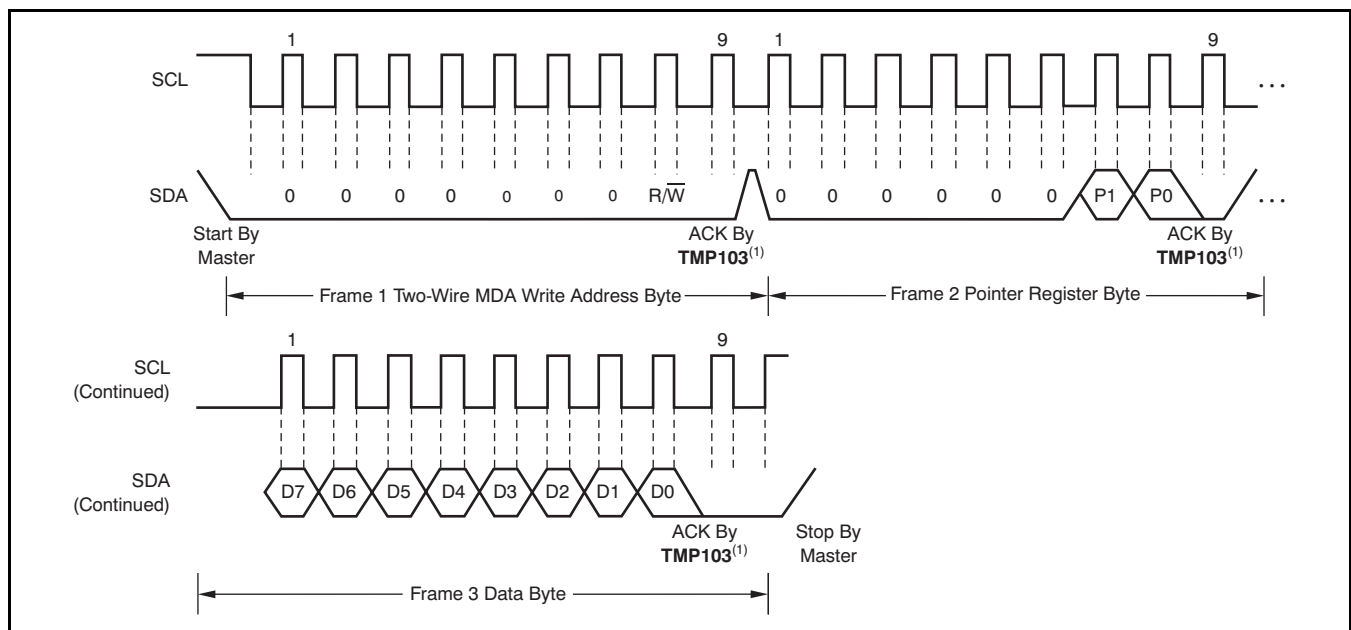 1 9 1 9
SCL ...
SDA 0 0 0 0 0 0 0 R/W̅ 0 0 0 0 0 0 P1 P0 ...
Start By Master
ACK By TMP103(1)
ACK By TMP103(1)
Frame 1 Two-Wire MDA Write Address Byte
Frame 2 Pointer Register Byte
1 9
SCL
(Continued)
SDA
(Continued)
D7 D6 D5 D4 D3 D2 D1 D0
ACK By
TMP103(1)
Stop By
Master
Frame 3 Data Byte